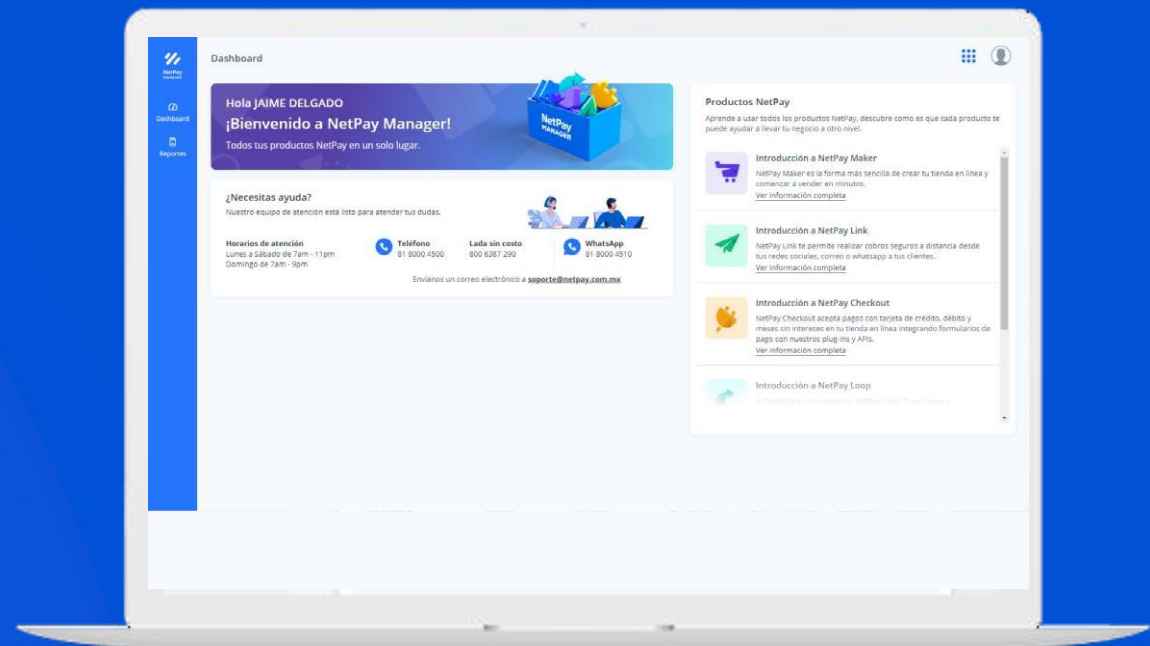 NetPay
MANAGER
Dashboard
Reportes
Dashboard
Hola JAIME DELGADO
¡Bienvenido a NetPay Manager!
Todos tus productos NetPay en un solo lugar.
NetPay
MANAGER
¿Necesitas ayuda?
Nuestro equipo de atención está listo para atender tus dudas.
Horarios de atención
Lunes a Sábado de 7am - 11pm
Domingo de 7am - 9pm
Teléfono
81 8000 4500
Lada sin costo
800 6387 290
WhatsApp
81 8000 4510
Envíanos un correo electrónico a soporte@netpay.com.mx
Productos NetPay
Aprende a usar todos los productos NetPay, descubre como es que cada producto te
puede ayudar a llevar tu negocio a otro nivel.
Introducción a NetPay Maker
NetPay Maker es la forma más sencilla de crear tu tienda en línea y
comenzar a vender en minutos.
Ver información completa
Introducción a NetPay Link
NetPay Link te permite realizar cobros seguros a distancia desde
tus redes sociales, correo o whatsapp a tus clientes.
Ver información completa
Introducción a NetPay Checkout
NetPay Checkout acepta pagos con tarjeta de crédito, débito y
meses sin intereses en tu tienda en línea integrando formularios de
pago con nuestros plug-ins y APIs.
Ver información completa
Introducción a NetPay Loop